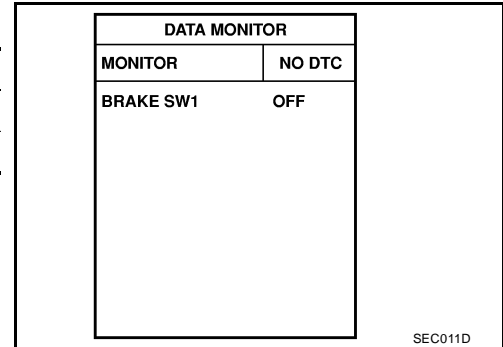 DATA MONITOR
MONITOR NO DTC
BRAKE SW1 OFF
SEC011D